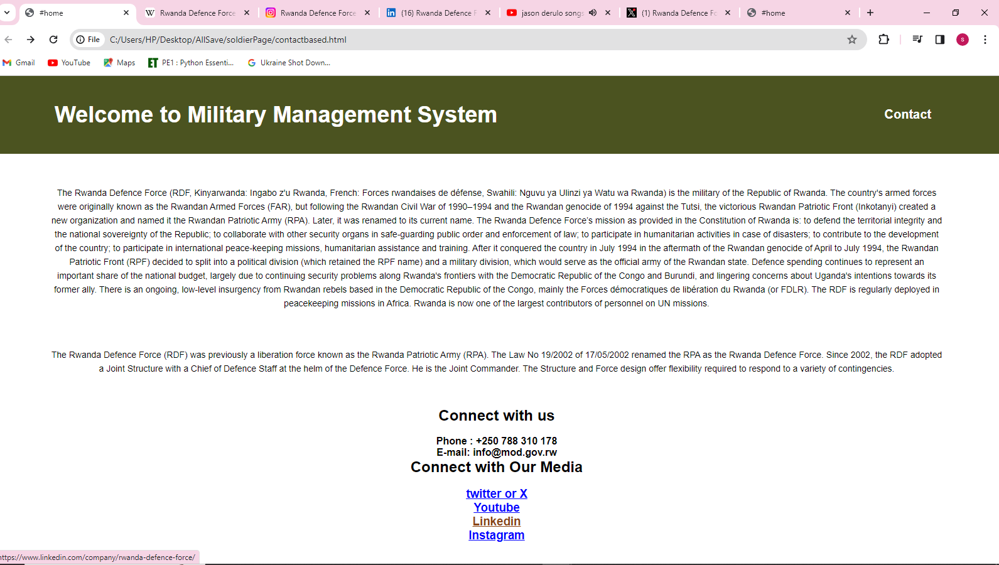 #home
Rwanda Defence Force
Rwanda Defence Force
(16) Rwanda Defence F
jason derulo songs
(1) Rwanda Defence Fo
#home
File
C:/Users/HP/Desktop/AllSave/soldierPage/contactbased.html
S
Gmail
YouTube
Maps
ET PE1 : Python Essenti...
Ukraine Shot Down...
Welcome to Military Management System
Contact
The Rwanda Defence Force (RDF, Kinyarwanda: Ingabo z'u Rwanda, French: Forces rwandaises de défense, Swahili: Nguvu ya Ulinzi ya Watu wa Rwanda) is the military of the Republic of Rwanda. The country's armed forces
were originally known as the Rwandan Armed Forces (FAR), but following the Rwandan Civil War of 1990–1994 and the Rwandan genocide of 1994 against the Tutsi, the victorious Rwandan Patriotic Front (Inkotanyi) created a
new organization and named it the Rwandan Patriotic Army (RPA). Later, it was renamed to its current name. The Rwanda Defence Force’s mission as provided in the Constitution of Rwanda is: to defend the territorial integrity and
the national sovereignty of the Republic; to collaborate with other security organs in safe-guarding public order and enforcement of law; to participate in humanitarian activities in case of disasters; to contribute to the development
of the country; to participate in international peace-keeping missions, humanitarian assistance and training. After it conquered the country in July 1994 in the aftermath of the Rwandan genocide of April to July 1994, the Rwandan
Patriotic Front (RPF) decided to split into a political division (which retained the RPF name) and a military division, which would serve as the official army of the Rwandan state. Defence spending continues to represent an
important share of the national budget, largely due to continuing security problems along Rwanda's frontiers with the Democratic Republic of the Congo and Burundi, and lingering concerns about Uganda's intentions towards its
former ally. There is an ongoing, low-level insurgency from Rwandan rebels based in the Democratic Republic of the Congo, mainly the Forces démocratiques de libération du Rwanda (or FDLR). The RDF is regularly deployed in
peacekeeping missions in Africa. Rwanda is now one of the largest contributors of personnel on UN missions.
The Rwanda Defence Force (RDF) was previously a liberation force known as the Rwanda Patriotic Army (RPA). The Law No 19/2002 of 17/05/2002 renamed the RPA as the Rwanda Defence Force. Since 2002, the RDF adopted
a Joint Structure with a Chief of Defence Staff at the helm of the Defence Force. He is the Joint Commander. The Structure and Force design offer flexibility required to respond to a variety of contingencies.
Connect with us
Phone : +250 788 310 178
E-mail: info@mod.gov.rw
Connect with Our Media
twitter or X
Youtube
Linkedin
Instagram
https://www.linkedin.com/company/rwanda-defence-force/